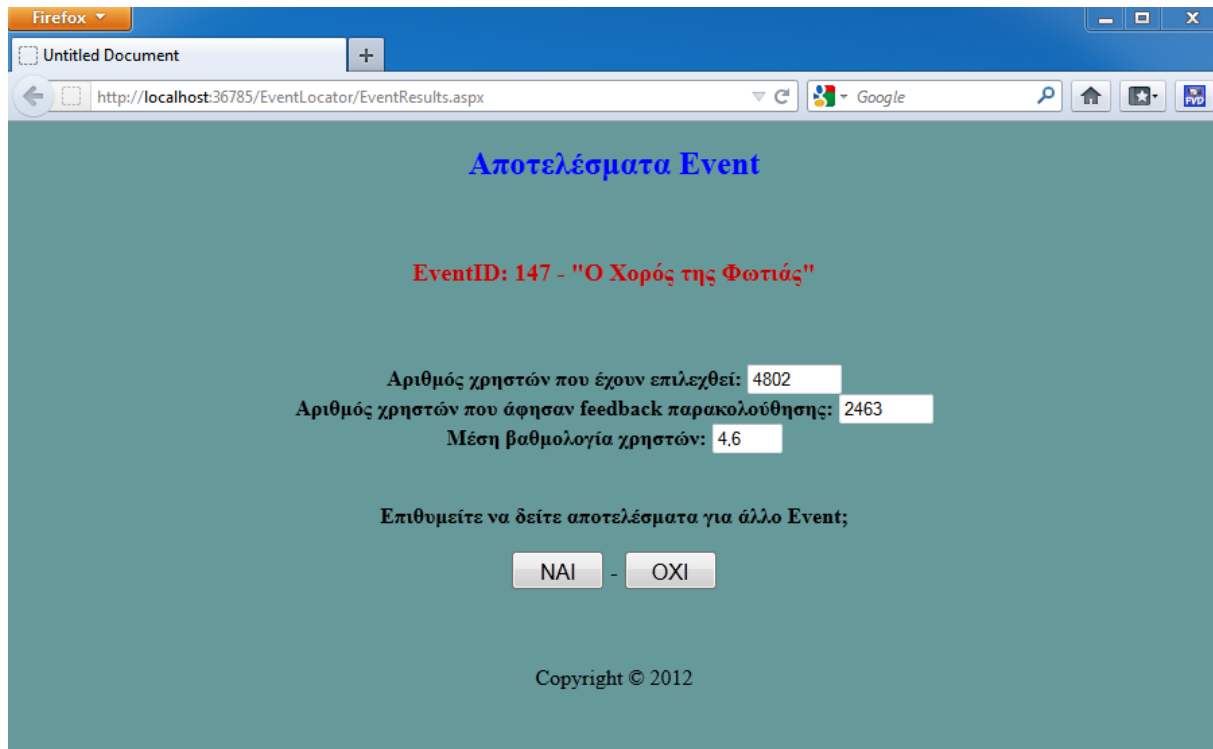 Firefox
Untitled Document
http://localhost:36785/EventLocator/EventResults.aspx
Google
FVD
Αποτελέσματα Event
EventID: 147 - "Ο Χορός της Φωτιάς"
Αριθμός χρηστών που έχουν επιλεχθεί: 4802
Αριθμός χρηστών που άφησαν feedback παρακολούθησης: 2463
Μέση βαθμολογία χρηστών: 4,6
Επιθυμείτε να δείτε αποτελέσματα για άλλο Event;
ΝΑΙ - ΟΧΙ
Copyright © 2012